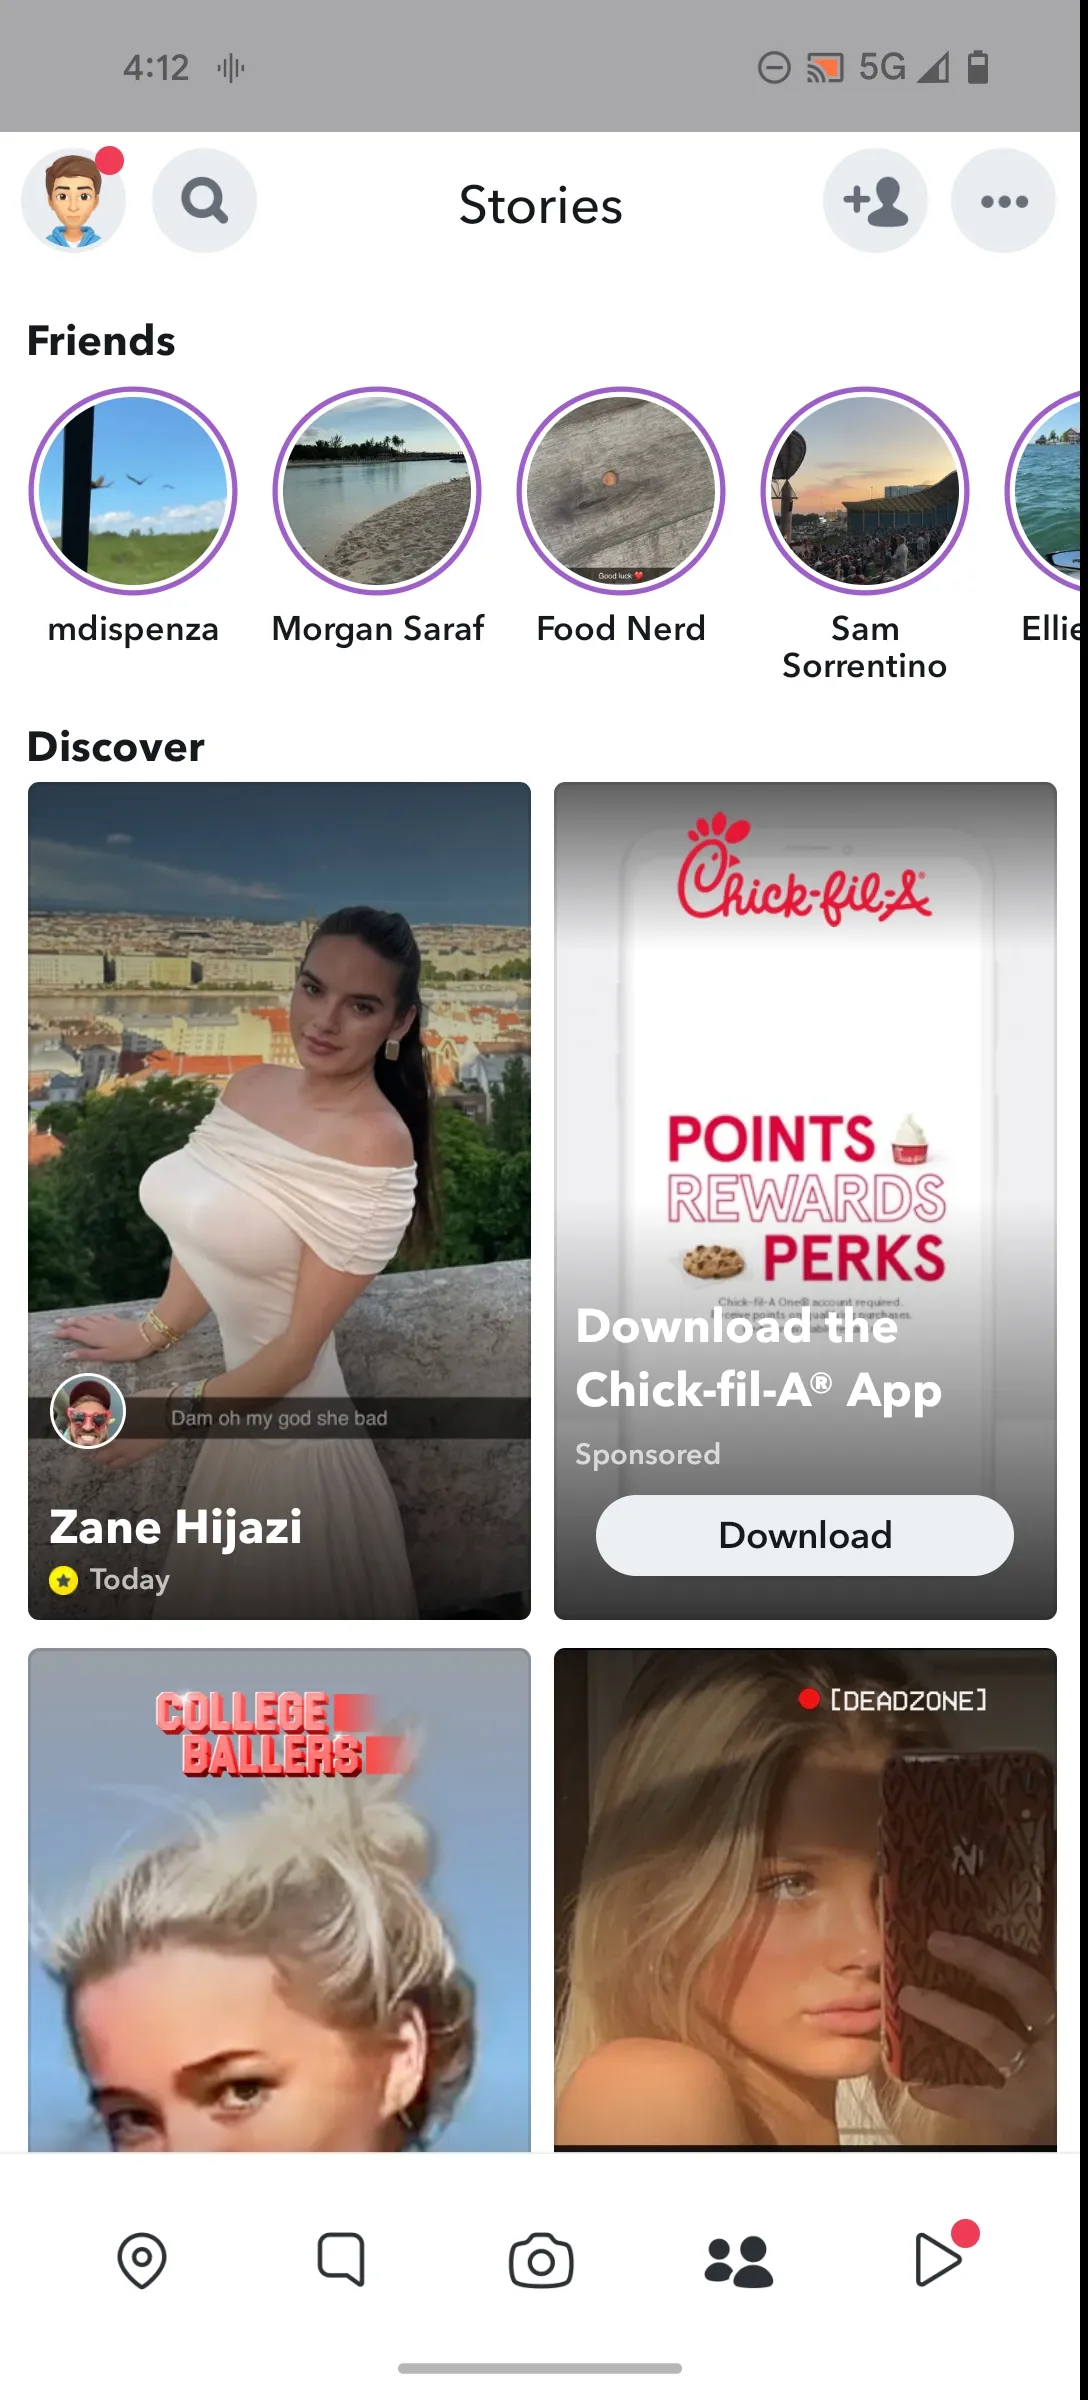 4:12
5G
Stories
Friends
Good luck ❤️
mdispenza
Morgan Saraf
Food Nerd
Sam
Sorrentino
Ellie
Discover
Dam oh my god she bad
Zane Hijazi
Today
Chick-fil-A®
POINTS
REWARDS
PERKS
Chick-fil-A One® account required.
Download the
Chick-fil-A® App
Sponsored
Download
COLLEGE
BALLERS
[DEADZONE]